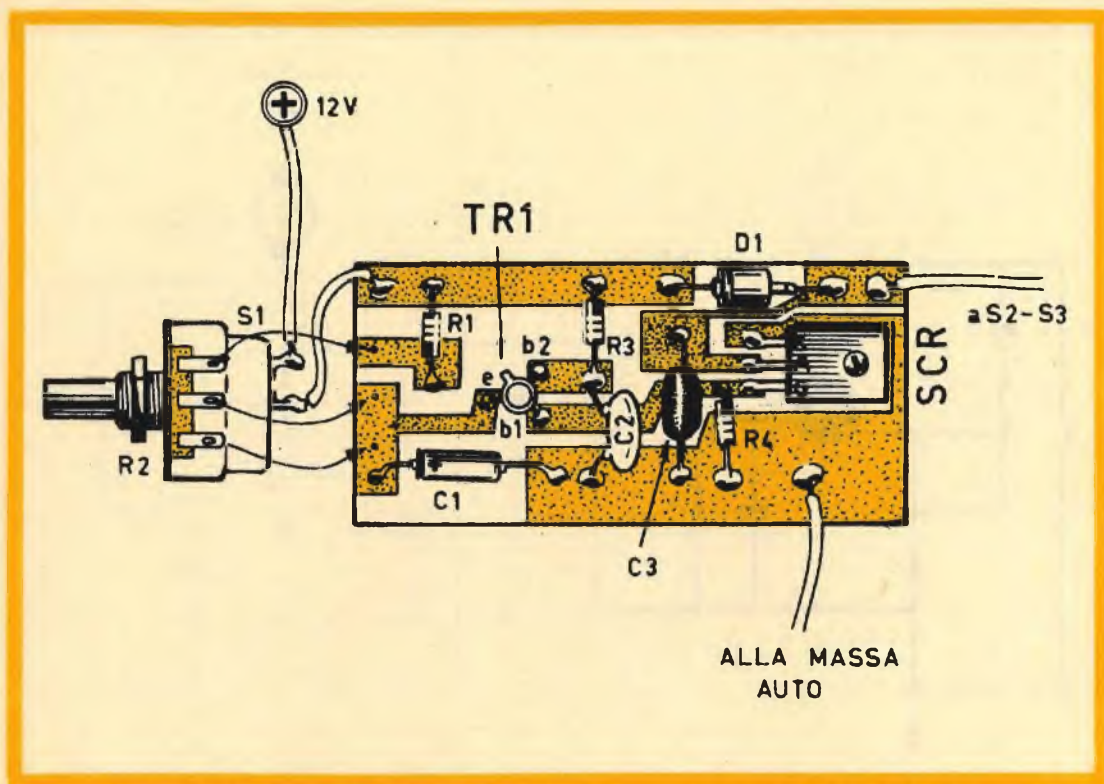 + 12V
TR1
D1
S1
R1
R3
a S2-S3
b2
e
b1
SCR
R2
C2
R4
+
C1
C3
ALLA MASSA
AUTO